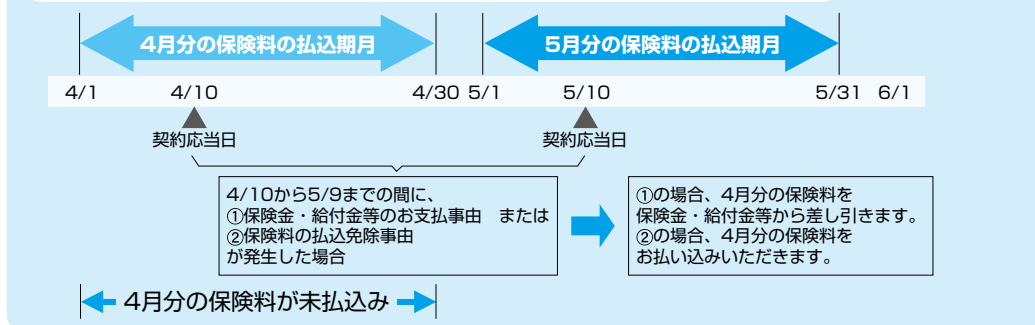 4月分の保険料の払込期月
5月分の保険料の払込期月
4/1 4/10 4/30 5/1 5/10 5/31 6/1
契約応当日
契約応当日
4/10から5/9までの間に、
①保険金・給付金等のお支払事由　または
②保険料の払込免除事由
が発生した場合
①の場合、4月分の保険料を
保険金・給付金等から差し引きます。
②の場合、4月分の保険料を
お払い込みいただきます。
4月分の保険料が未払込み